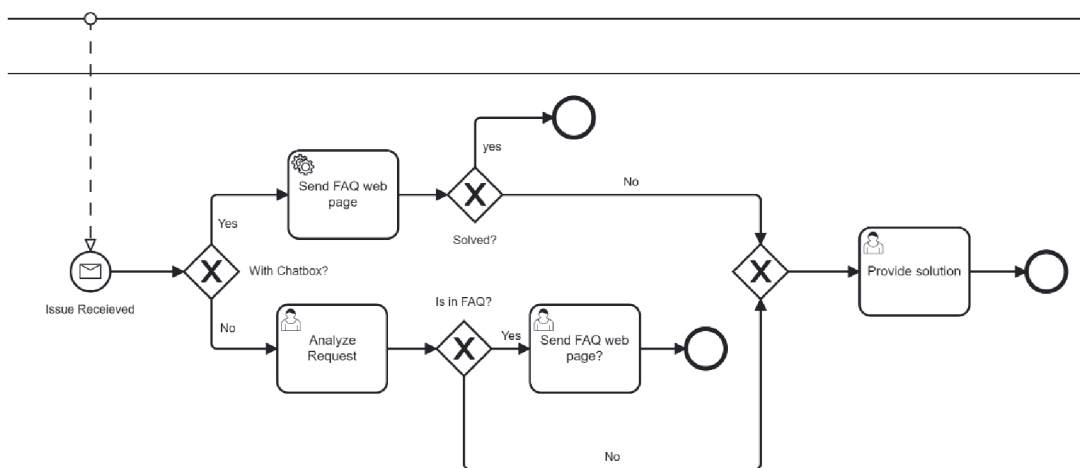 yes
No
Send FAQ web
page
Yes
Solved?
With Chatbox?
Provide solution
Issue Receieved
Is in FAQ?
No
Analyze
Request
Yes
Send FAQ web
page?
No